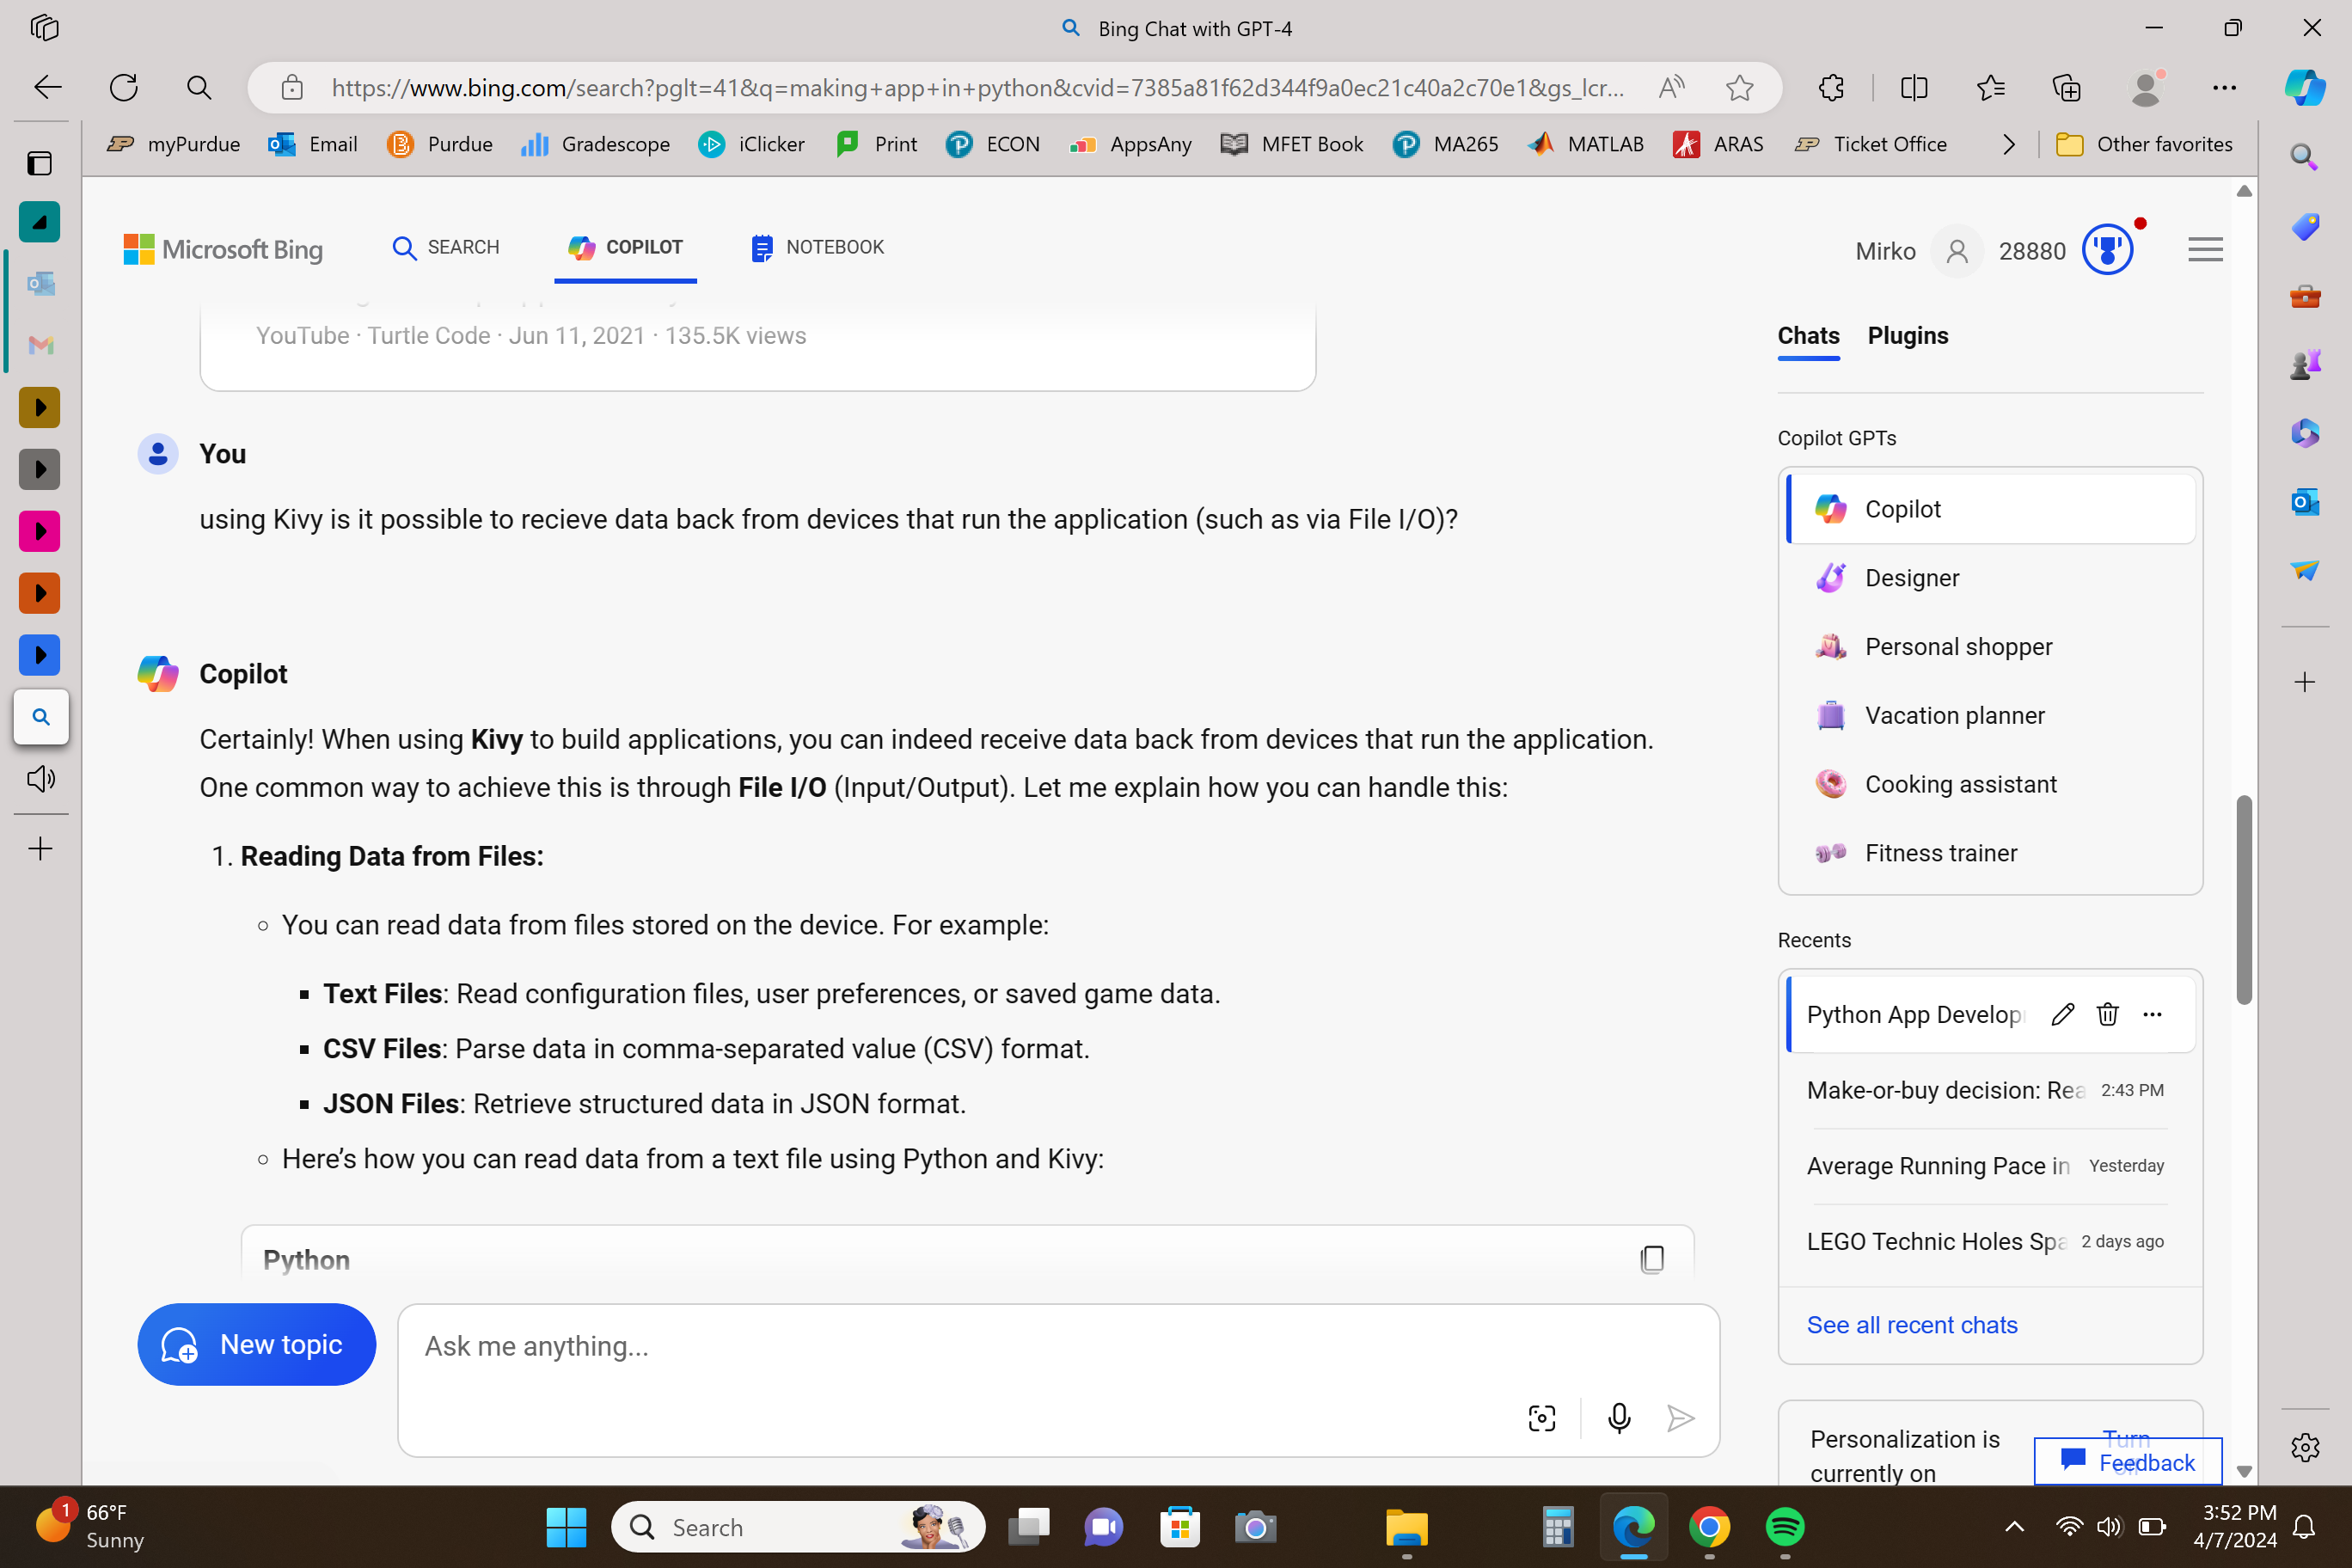 Bing Chat with GPT-4
https://www.bing.com/search?pglt=41&q=making+app+in+python&cvid=7385a81f62d344f9a0ec21c40a2c70e1&gs_lcr...
myPurdue Email Purdue Gradescope iClicker Print ECON AppsAny MFET Book MA265 MATLAB ARAS Ticket Office Other favorites
Microsoft Bing SEARCH COPILOT NOTEBOOK Mirko 28880
YouTube · Turtle Code · Jun 11, 2021 · 135.5K views
You
using Kivy is it possible to recieve data back from devices that run the application (such as via File I/O)?
Copilot
Certainly! When using Kivy to build applications, you can indeed receive data back from devices that run the application.
One common way to achieve this is through File I/O (Input/Output). Let me explain how you can handle this:
1. Reading Data from Files:
You can read data from files stored on the device. For example:
Text Files: Read configuration files, user preferences, or saved game data.
CSV Files: Parse data in comma-separated value (CSV) format.
JSON Files: Retrieve structured data in JSON format.
Here’s how you can read data from a text file using Python and Kivy:
Python
New topic
Ask me anything...
Chats Plugins
Copilot GPTs
Copilot
Designer
Personal shopper
Vacation planner
Cooking assistant
Fitness trainer
Recents
Python App Develop
Make-or-buy decision: Rea 2:43 PM
Average Running Pace in Yesterday
LEGO Technic Holes Spa 2 days ago
See all recent chats
Personalization is Turn
currently on
Feedback
1
66°F
Sunny
Search
3:52 PM
4/7/2024